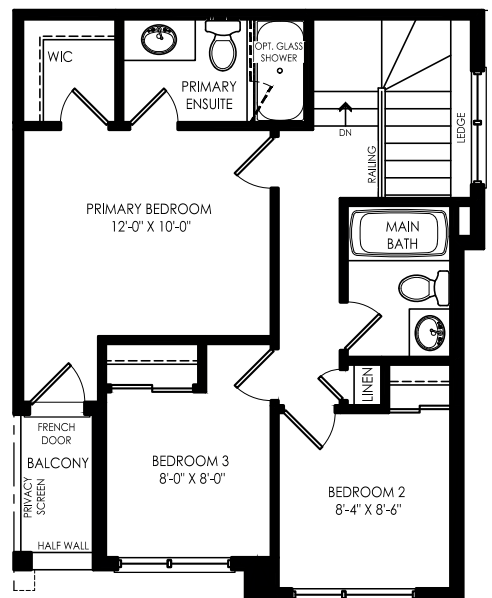 WIC
PRIMARY
ENSUITE
OPT. GLASS
SHOWER
DN
RAILING
LEDGE
PRIMARY BEDROOM
12'-0" X 10'-0"
MAIN
BATH
LINEN
FRENCH
DOOR
BALCONY
PRIVACY
SCREEN
HALF WALL
BEDROOM 3
8'-0" X 8'-0"
BEDROOM 2
8'-4" X 8'-6"